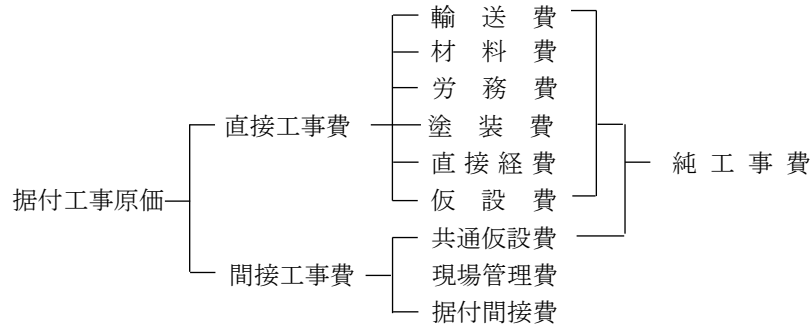 輸送費
材料費
労務費
直接工事費
塗装費
直接経費
純工事費
据付工事原価
仮設費
共通仮設費
間接工事費
現場管理費
据付間接費